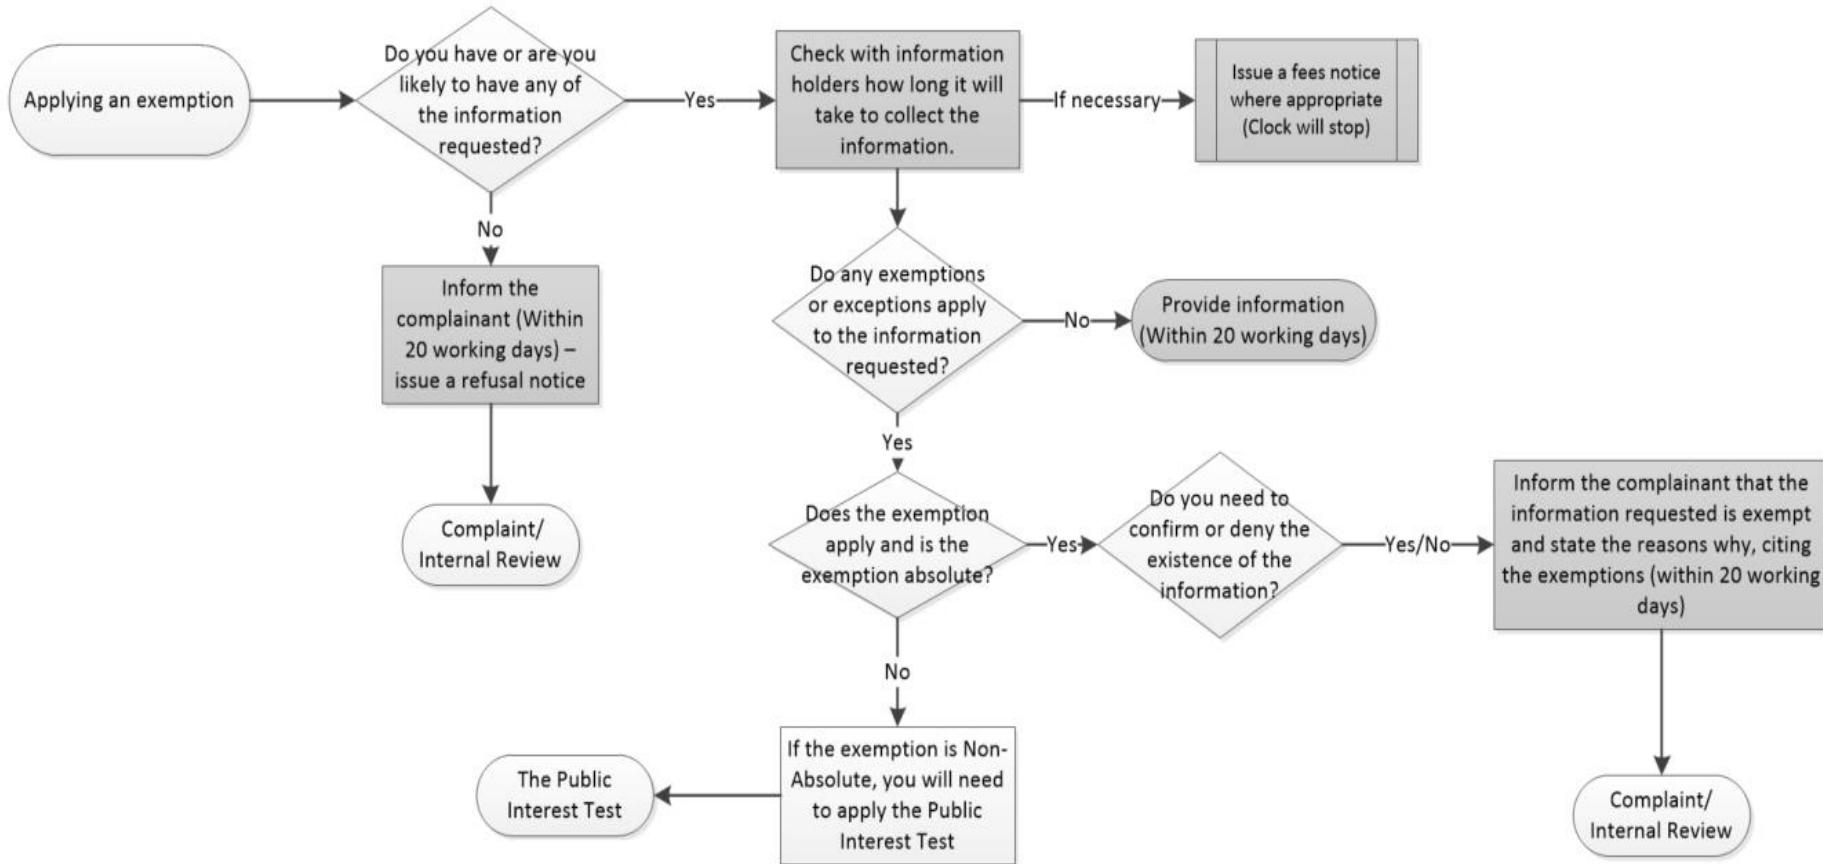 Applying an exemption
Do you have or are you
likely to have any of
the information
requested?
Yes
Check with information
holders how long it will
take to collect the
information.
If necessary
Issue a fees notice
where appropriate
(Clock will stop)
No
Inform the
complainant (Within
20 working days) –
issue a refusal notice
Complaint/
Internal Review
Do any exemptions
or exceptions apply
to the information
requested?
No
Provide information
(Within 20 working days)
Yes
Does the exemption
apply and is the
exemption absolute?
Yes
Do you need to
confirm or deny the
existence of the
information?
Yes/No
Inform the complainant that the
information requested is exempt
and state the reasons why, citing
the exemptions (within 20 working
days)
No
If the exemption is Non-
Absolute, you will need
to apply the Public
Interest Test
The Public
Interest Test
Complaint/
Internal Review